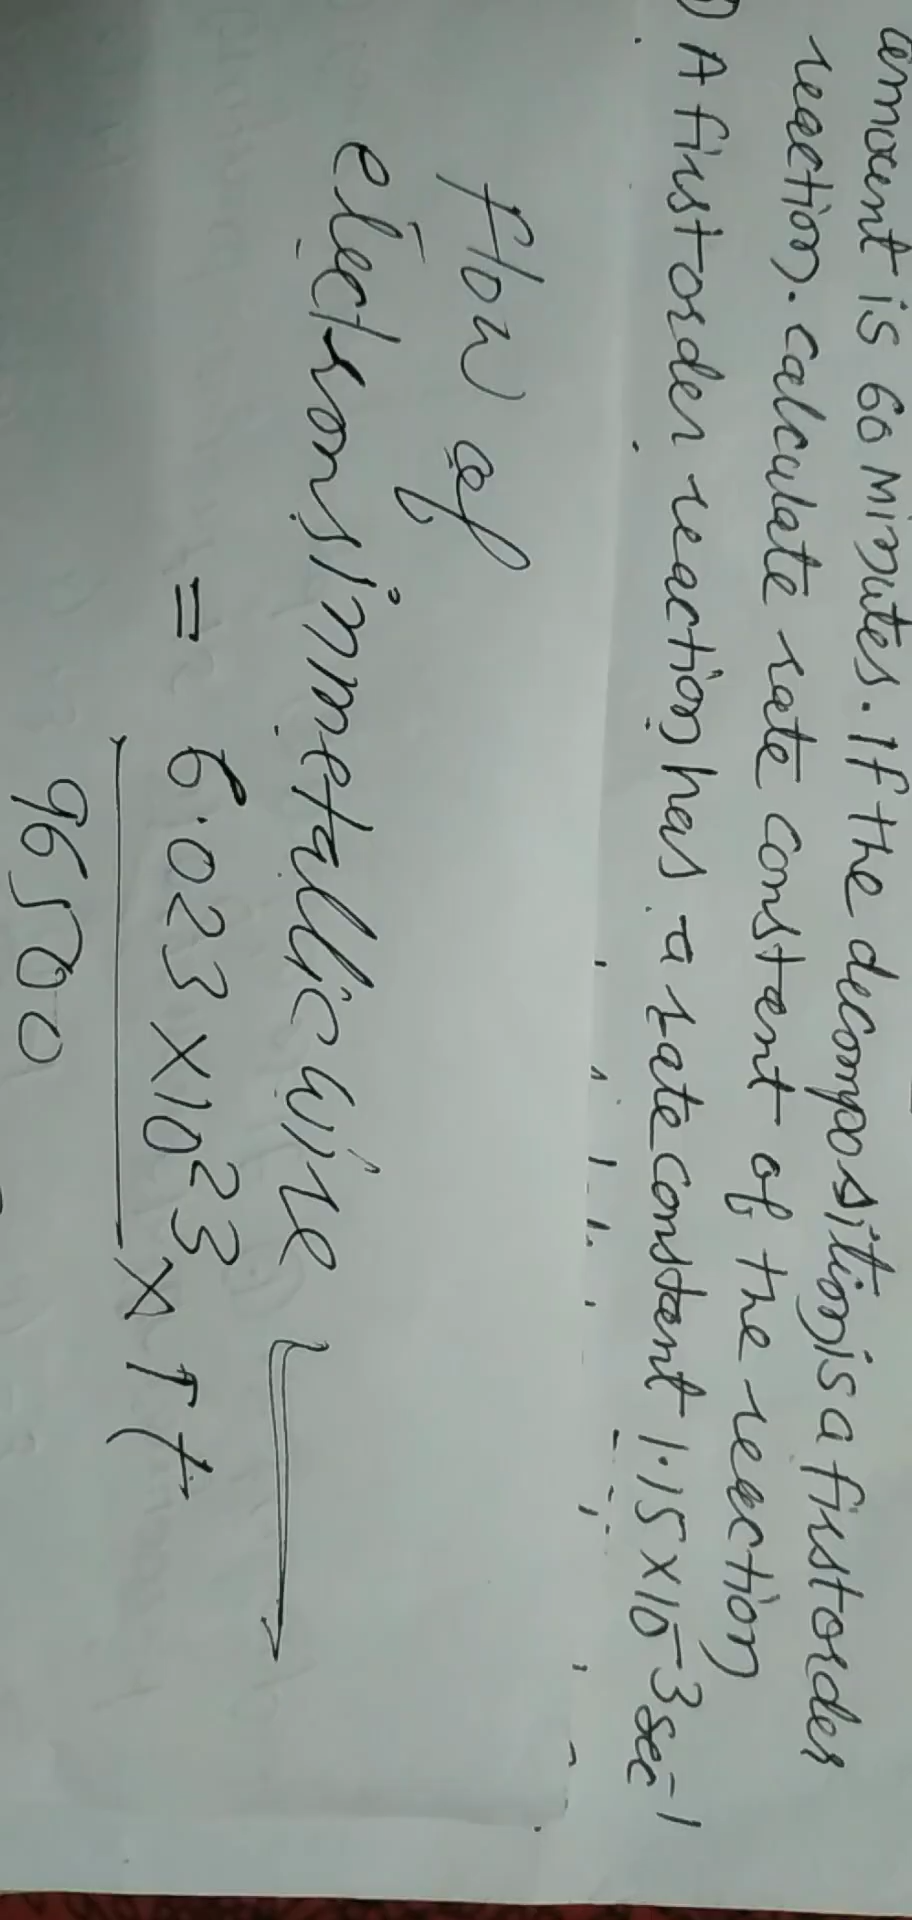 amount is 60 minutes. If the decomposition is a first order
reaction. calculate rate constant of the reaction
) A first order reaction has a rate constant 1.15 × 10⁻³ sec⁻¹
flow of
electrons in metallic wire
= 6.023 × 10²³ × It
96500